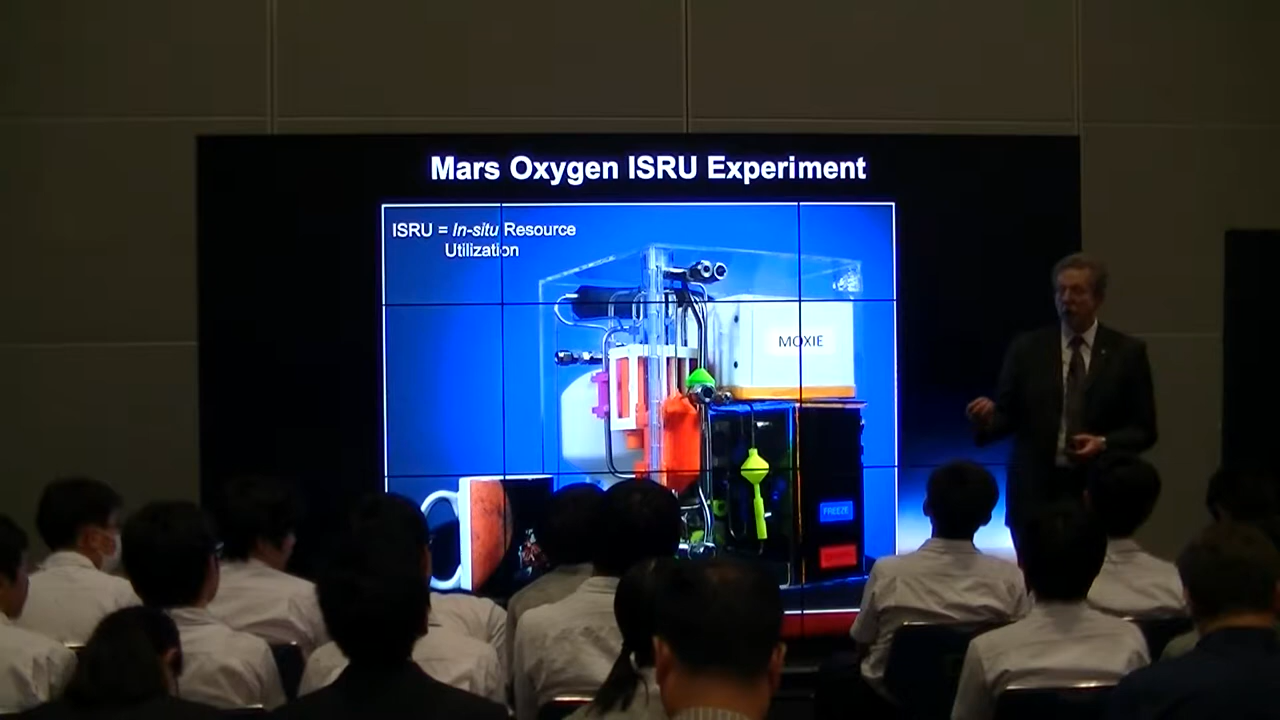 Mars Oxygen ISRU Experiment
ISRU = In-situ Resource
Utilization
MOXIE
FREEZE